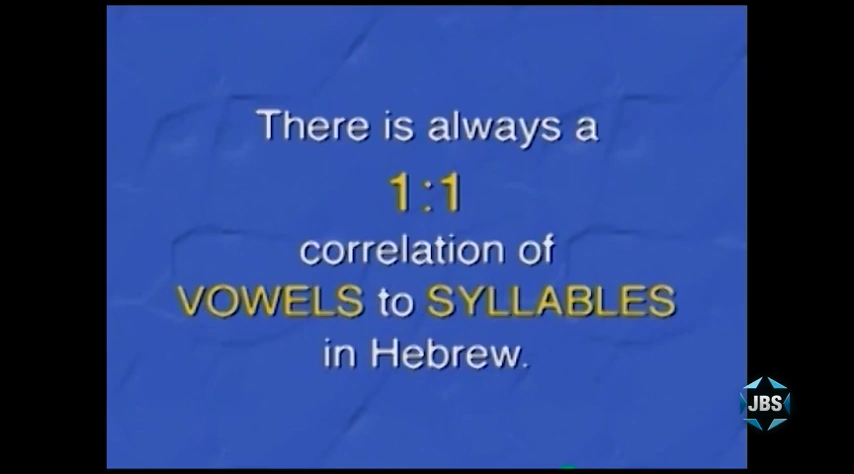 There is always a
1:1
correlation of
VOWELS to SYLLABLES
in Hebrew.
JBS